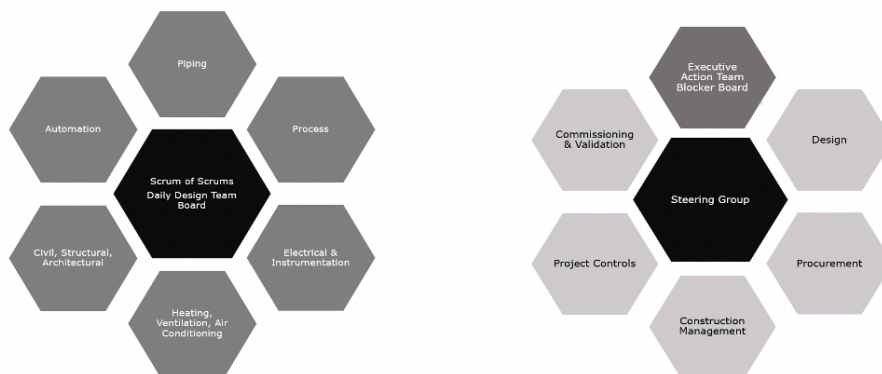 Piping
Automation
Process
Scrum of Scrums
Daily Design Team
Board
Civil, Structural,
Architectural
Electrical &
Instrumentation
Heating,
Ventilation, Air
Conditioning
Executive
Action Team
Blocker Board
Commissioning
& Validation
Design
Steering Group
Project Controls
Procurement
Construction
Management